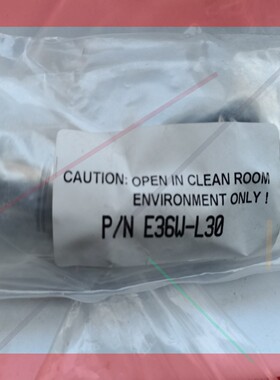 CAUTION: OPEN IN CLEAN ROOM
ENVIRONMENT ONLY !
P/N E36W-L30